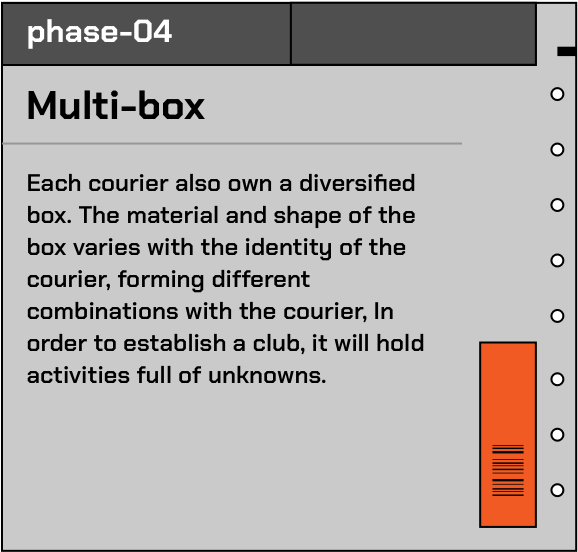 phase-04
Multi-box
Each courier also own a diversified
box. The material and shape of the
box varies with the identity of the
courier, forming different
combinations with the courier, In
order to establish a club, it will hold
activities full of unknowns.